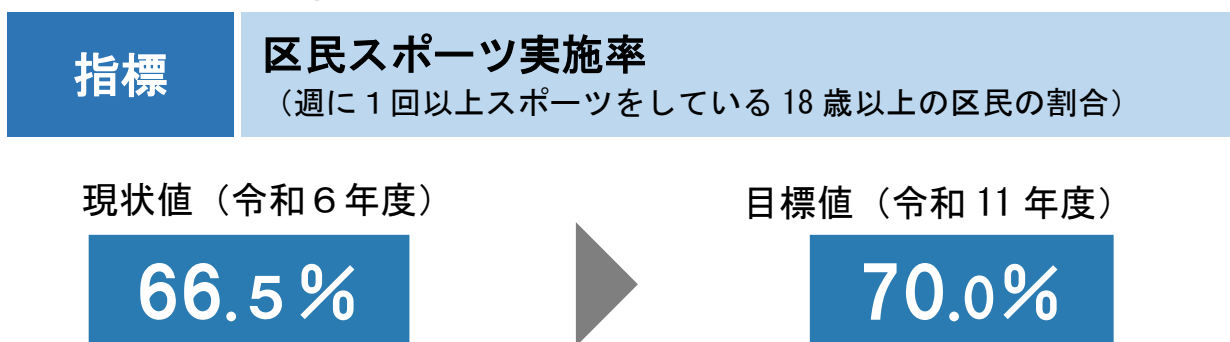 指標
区民スポーツ実施率
（週に１回以上スポーツをしている 18 歳以上の区民の割合）
現状値（令和６年度）
目標値（令和 11 年度）
66.５％
70.0％